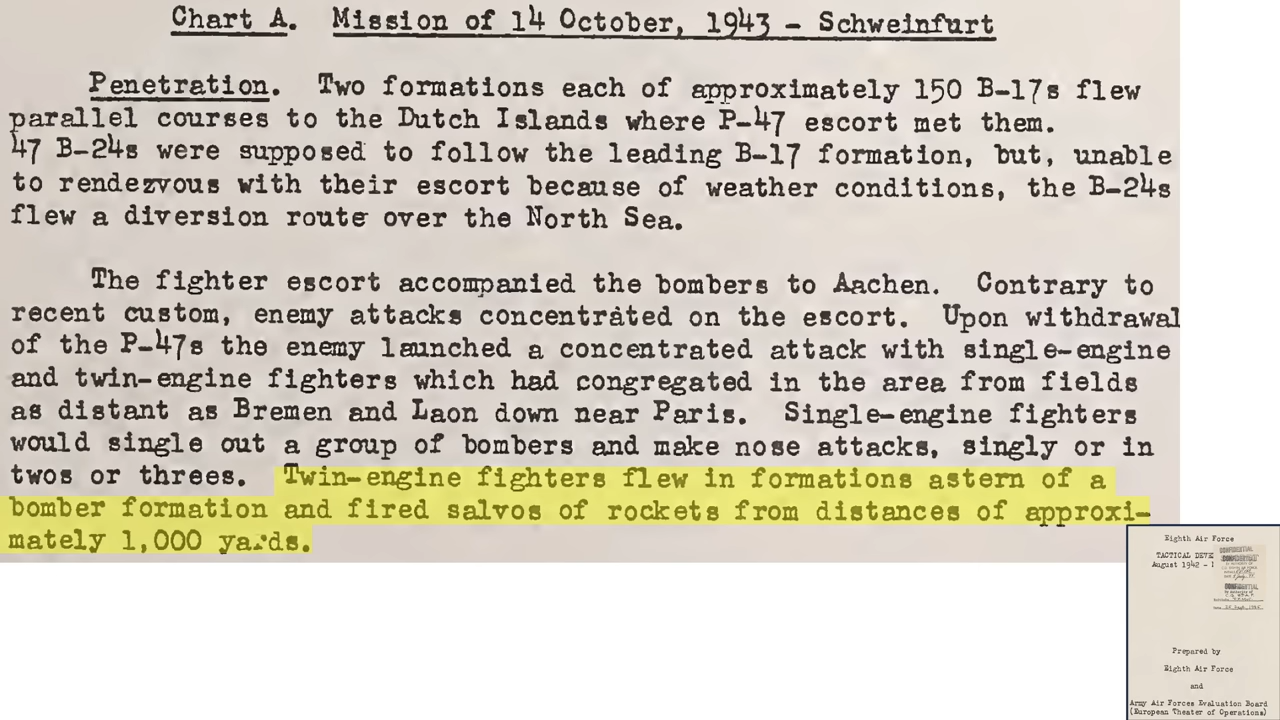 Chart A. Mission of 14 October, 1943 - Schweinfurt
Penetration. Two formations each of approximately 150 B-17s flew
parallel courses to the Dutch Islands where P-47 escort met them.
47 B-24s were supposed to follow the leading B-17 formation, but, unable
to rendezvous with their escort because of weather conditions, the B-24s
flew a diversion route over the North Sea.
The fighter escort accompanied the bombers to Aachen. Contrary to
recent custom, enemy attacks concentrated on the escort. Upon withdrawal
of the P-47s the enemy launched a concentrated attack with single-engine
and twin-engine fighters which had congregated in the area from fields
as distant as Bremen and Laon down near Paris. Single-engine fighters
would single out a group of bombers and make nose attacks, singly or in
twos or threes. Twin-engine fighters flew in formations astern of a
bomber formation and fired salvos of rockets from distances of approxi-
mately 1,000 yards.
Eighth Air Force
TACTICAL
August 1942 -
CONFIDENTIAL
CONFIDENTIAL
Prepared by
Eighth Air Force
and
Army Air Forces Evaluation Board
(European Theater of Operations)